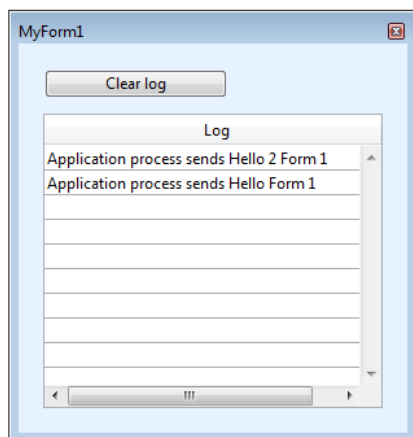 MyForm1
Clear log
Log
Application process sends Hello 2 Form 1
Application process sends Hello Form 1